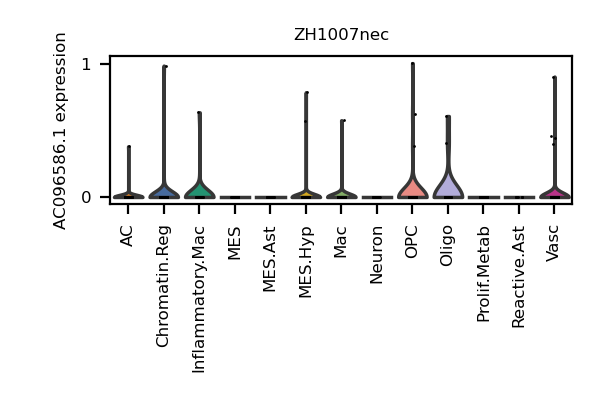 ZH1007nec
AC096586.1 expression
1
0
AC
Chromatin.Reg
Inflammatory.Mac
MES
MES.Ast
MES.Hyp
Mac
Neuron
OPC
Oligo
Prolif.Metab
Reactive.Ast
Vasc